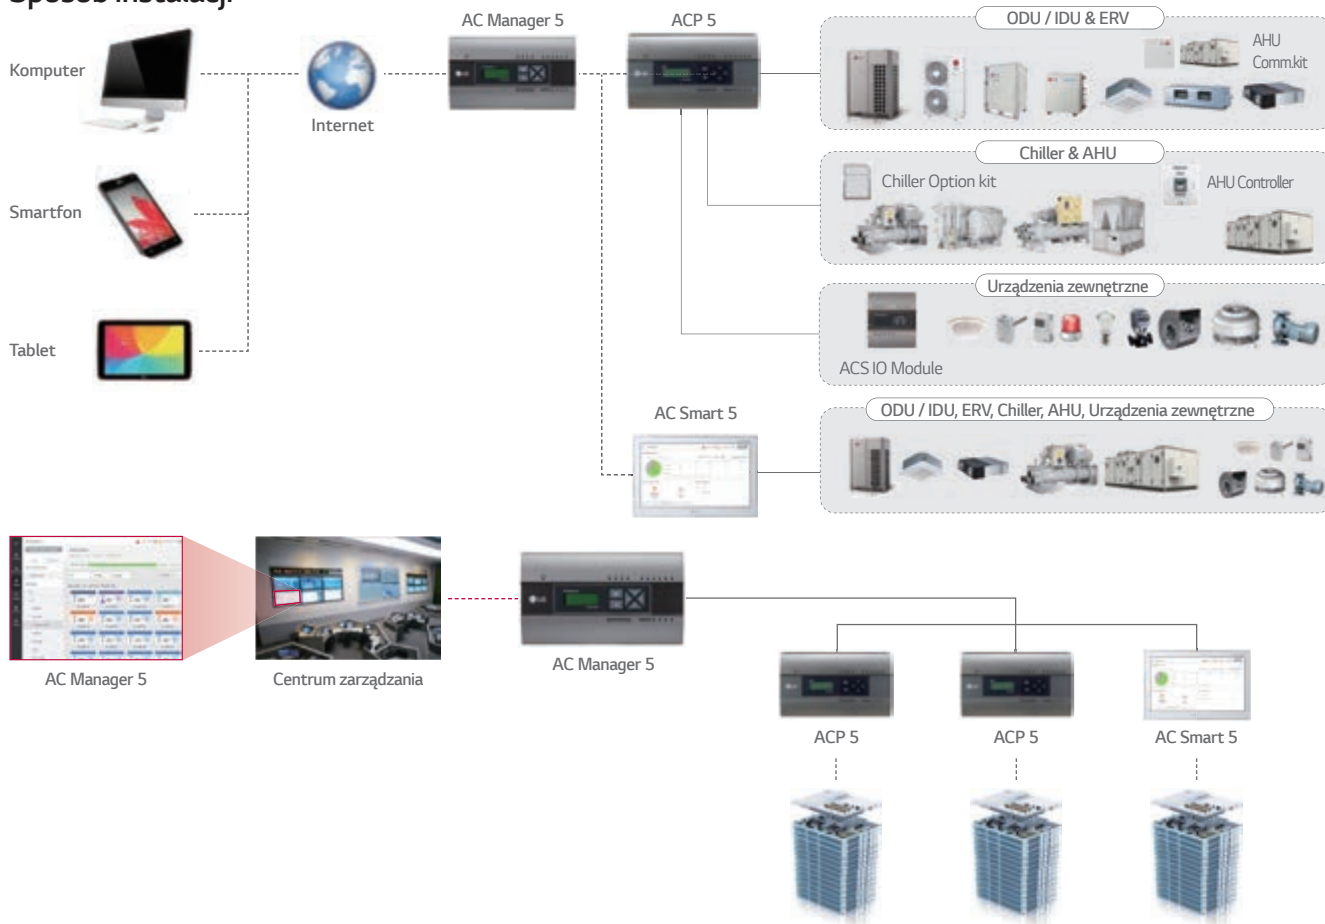 Sposób instalacji
Komputer
Smartfon
Tablet
Internet
AC Manager 5
LG
ACP 5
ODU / IDU & ERV
AHU
Comm.kit
Chiller & AHU
Chiller Option kit
AHU Controller
Urządzenia zewnętrzne
ACS IO Module
AC Smart 5
ODU / IDU, ERV, Chiller, AHU, Urządzenia zewnętrzne
AC Manager 5
Centrum zarządzania
LG
AC Manager 5
ACP 5
ACP 5
AC Smart 5